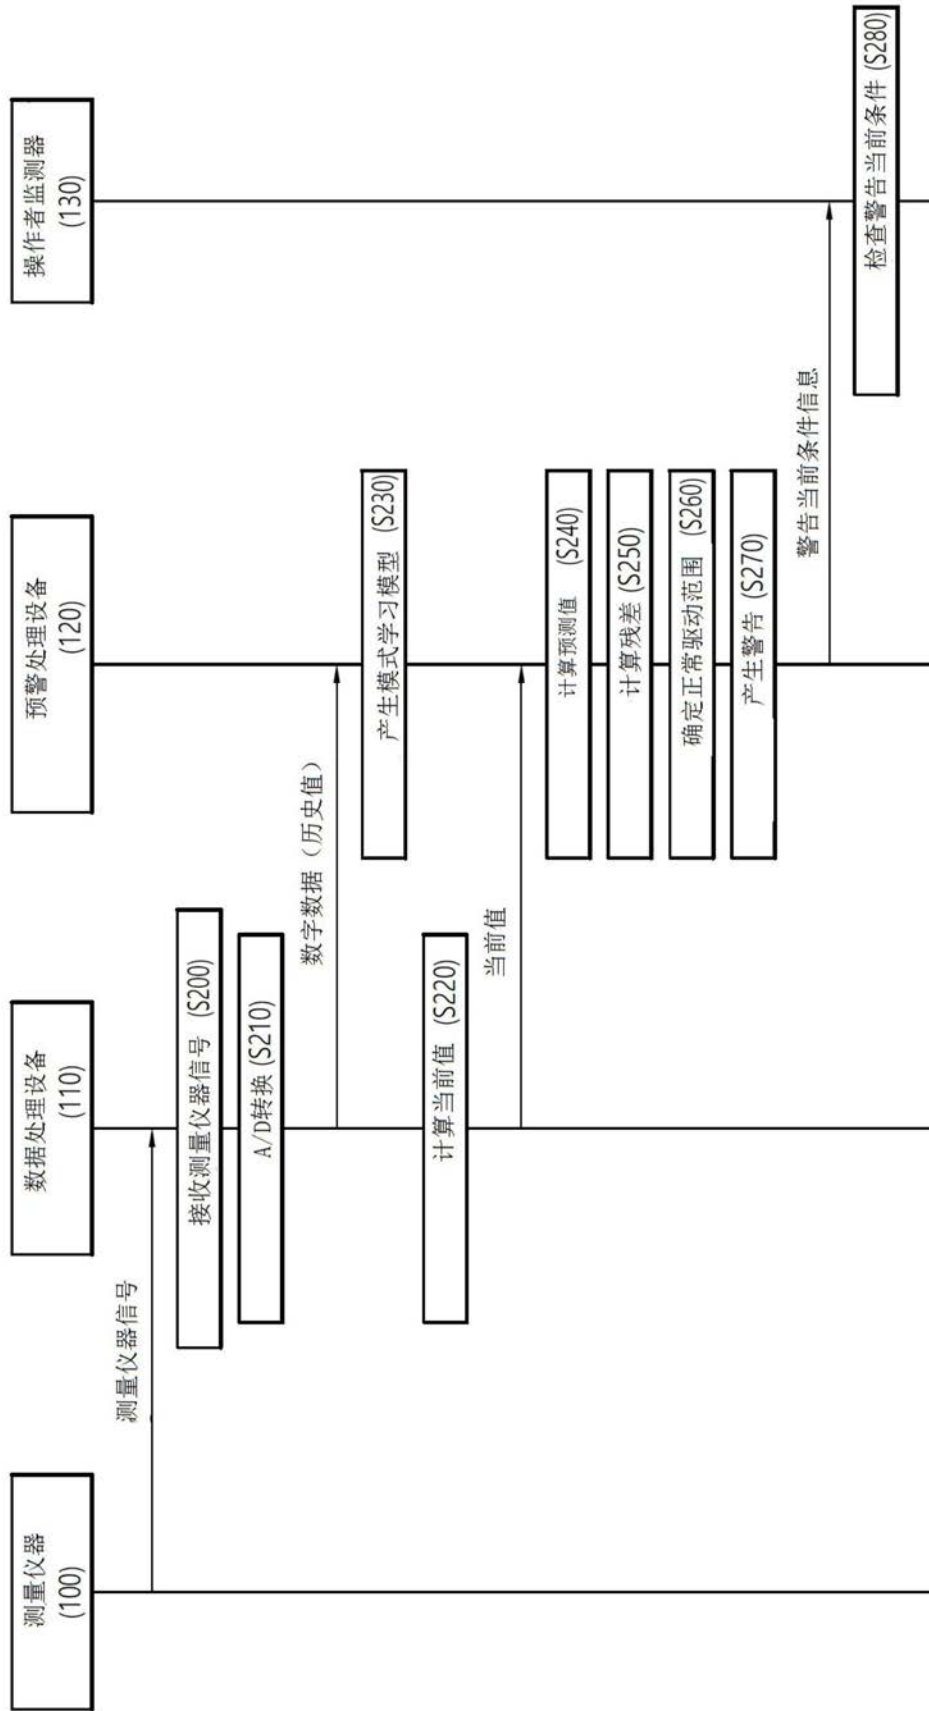 测量仪器
(100)
数据处理设备
(110)
预警处理设备
(120)
操作者监测器
(130)
测量仪器信号
接收测量仪器信号 (S200)
A/D转换 (S210)
数字数据（历史值）
产生模式学习模型 (S230)
计算当前值 (S220)
当前值
计算预测值 (S240)
计算残差 (S250)
确定正常驱动范围 (S260)
产生警告 (S270)
警告当前条件信息
检查警告当前条件 (S280)